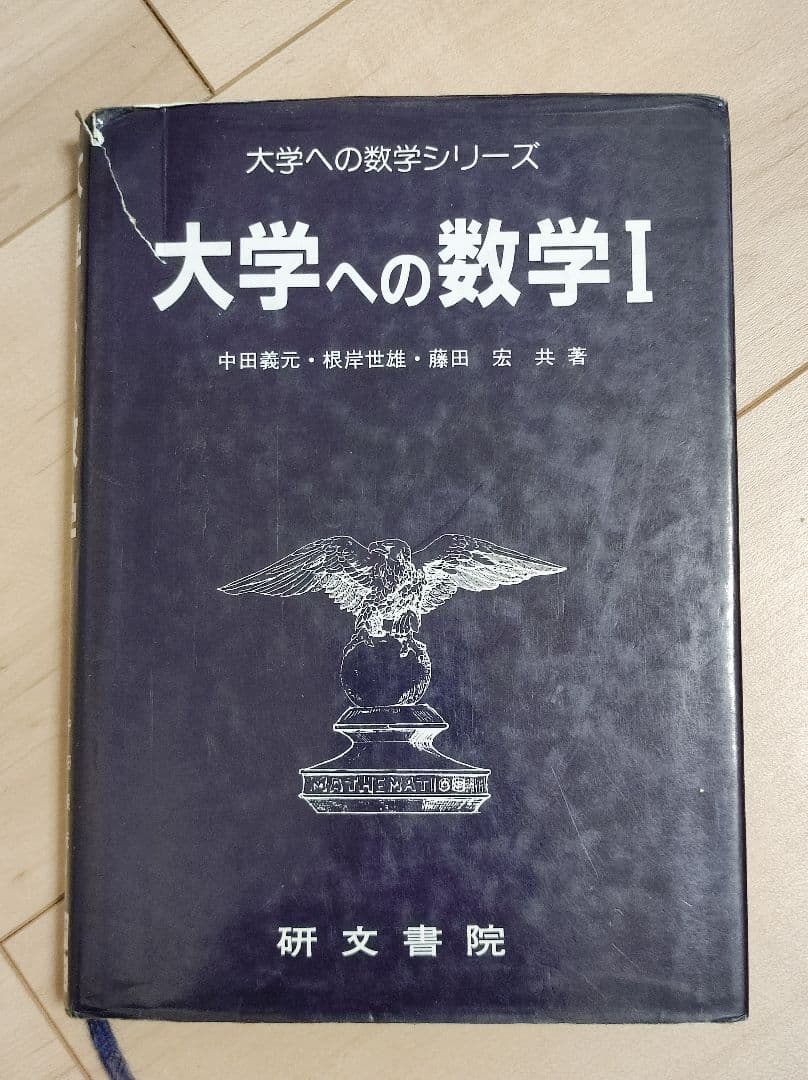 大学への数学シリーズ
大学への数学Ⅰ
中田義元・根岸世雄・藤田 宏 共著
MATHEMATICS
研文書院